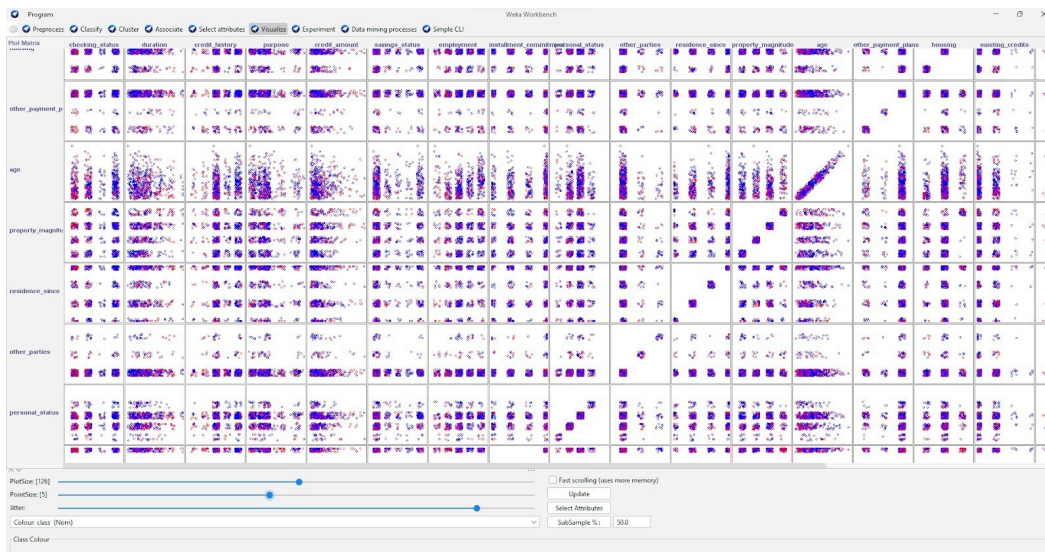 Program
Weka Workbench
Preprocess Classify Cluster Associate Select attributes Visualize Experiment Data mining processes Simple CLI
Plot Matrix
checking_status duration credit_history purpose credit_amount savings_status employment installment_commitment personal_status other_parties residence_since property_magnitude age other_payment_plans housing existing_credits
other_payment_p
age
property_magnitu
residence_since
other_parties
personal_status
PlotSize: [126]
Fast scrolling (uses more memory)
PointSize: [5]
Update
Jitter:
Select Attributes
Colour: class (Nom)
SubSample %: 50.0
Class Colour